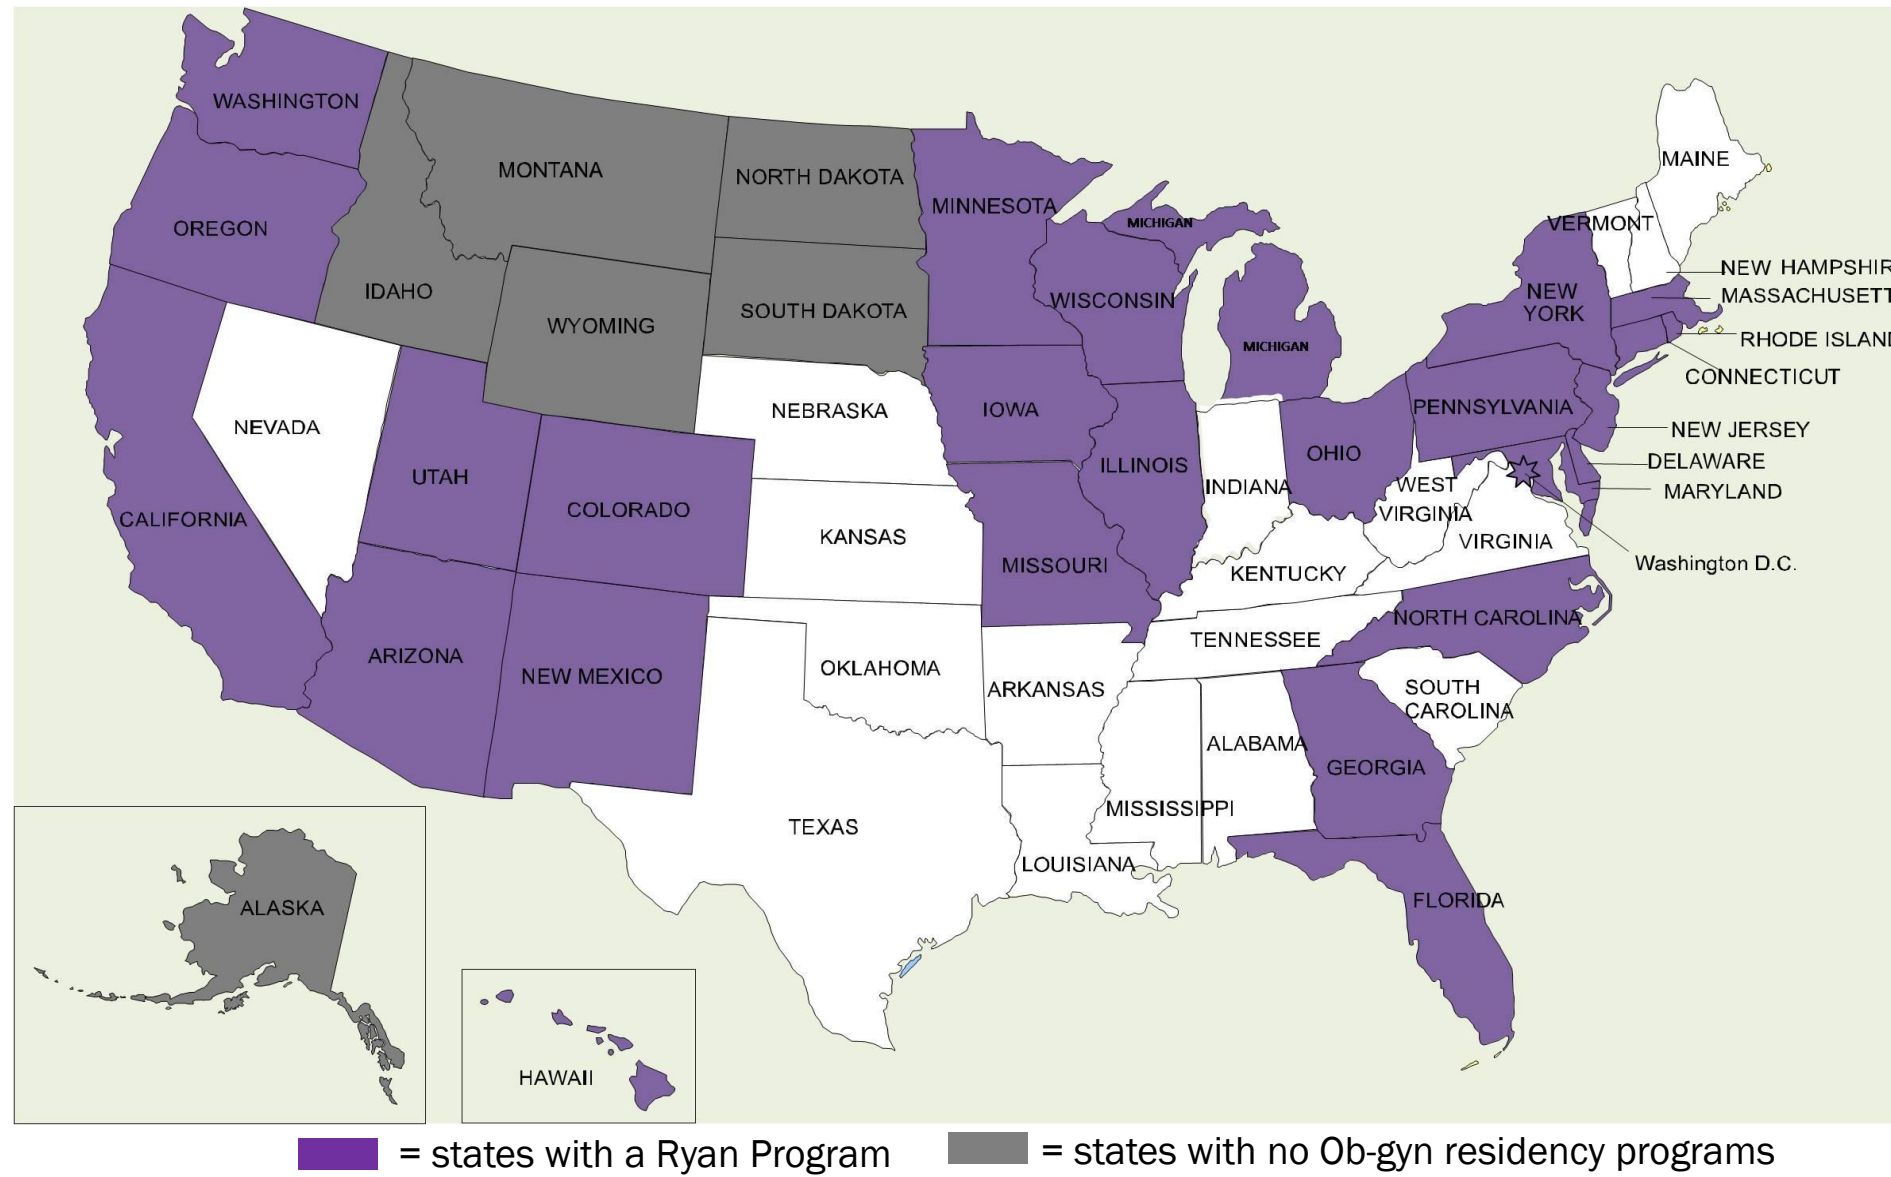 WASHINGTON
MONTANA
NORTH DAKOTA
MINNESOTA
MICHIGAN
MAINE
VERMONT
OREGON
IDAHO
WYOMING
SOUTH DAKOTA
WISCONSIN
MICHIGAN
NEW
YORK
NEW HAMPSHIR
MASSACHUSETT
RHODE ISLAND
CONNECTICUT
NEVADA
UTAH
COLORADO
NEBRASKA
IOWA
ILLINOIS
INDIANA
OHIO
PENNSYLVANIA
NEW JERSEY
DELAWARE
MARYLAND
WEST
VIRGINIA
VIRGINIA
Washington D.C.
CALIFORNIA
KANSAS
MISSOURI
KENTUCKY
ARIZONA
NEW MEXICO
OKLAHOMA
ARKANSAS
TENNESSEE
NORTH CAROLINA
SOUTH
CAROLINA
TEXAS
LOUISIANA
MISSISSIPPI
ALABAMA
GEORGIA
FLORIDA
ALASKA
HAWAII
= states with a Ryan Program
= states with no Ob-gyn residency programs